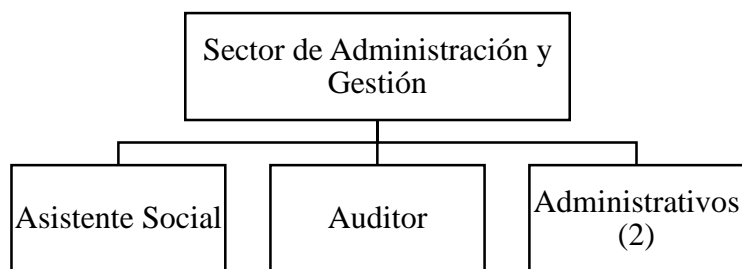 Sector de Administración y
Gestión
Asistente Social
Auditor
Administrativos
(2)